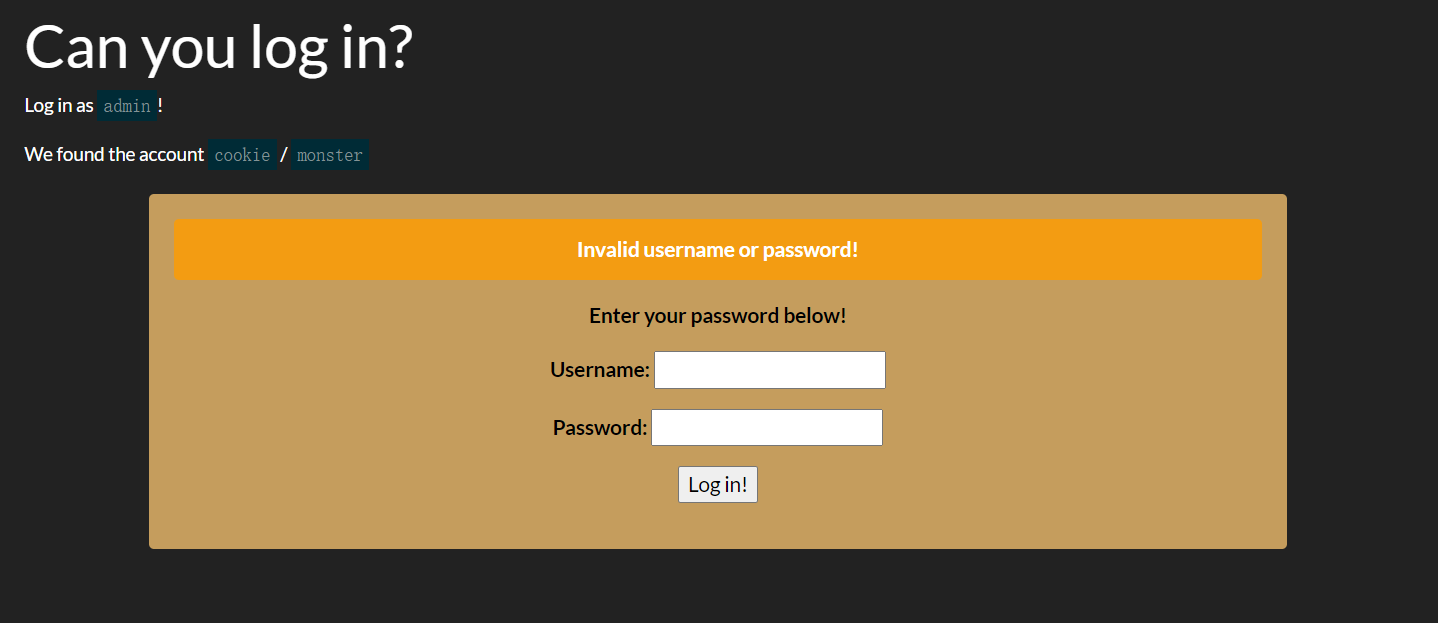 Can you log in?
Log in as admin!
We found the account cookie / monster
Invalid username or password!
Enter your password below!
Username:
Password:
Log in!